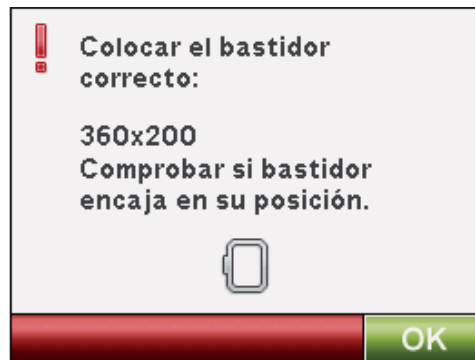 Colocar el bastidor
correcto:
360x200
Comprobar si bastidor
encaja en su posición.
OK